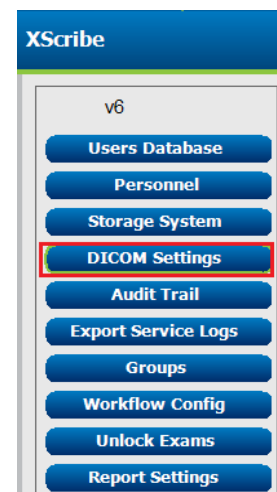 XScribe
v6
Users Database
Personnel
Storage System
DICOM Settings
Audit Trail
Export Service Logs
Groups
Workflow Config
Unlock Exams
Report Settings